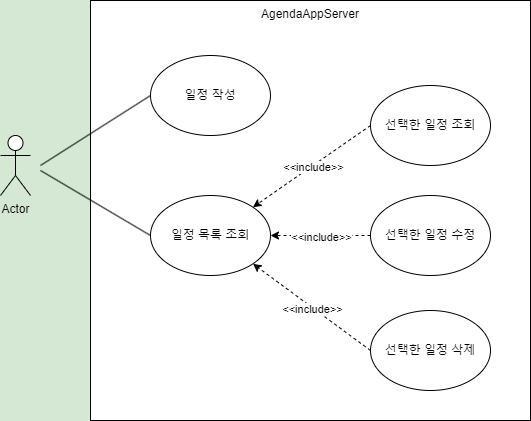 AgendaAppServer
일정 작성
선택한 일정 조회
<<include>>
Actor
일정 목록 조회
<<include>>
선택한 일정 수정
<<include>>
선택한 일정 삭제